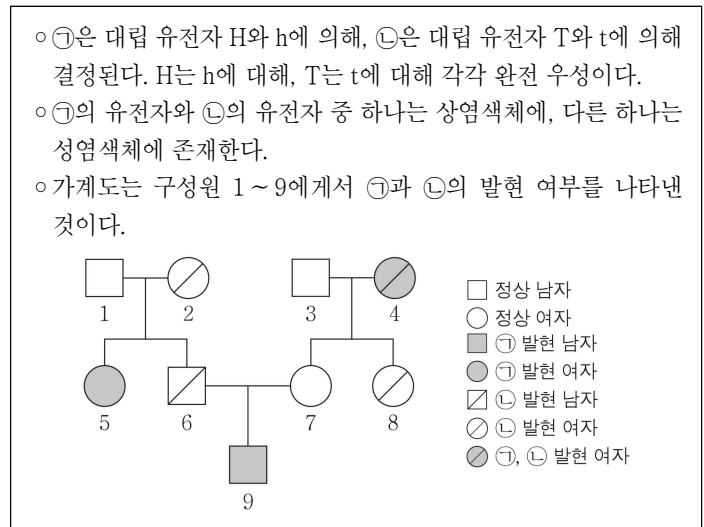 ○ ㉠은 대립 유전자 H와 h에 의해, ㉡은 대립 유전자 T와 t에 의해
결정된다. H는 h에 대해, T는 t에 대해 각각 완전 우성이다.
○ ㉠의 유전자와 ㉡의 유전자 중 하나는 상염색체에, 다른 하나는
성염색체에 존재한다.
○ 가계도는 구성원 1 ~ 9에게서 ㉠과 ㉡의 발현 여부를 나타낸
것이다.
1 2 3 4
5 6 7 8
9
정상 남자
정상 여자
㉠ 발현 남자
㉠ 발현 여자
㉡ 발현 남자
㉡ 발현 여자
㉠, ㉡ 발현 여자